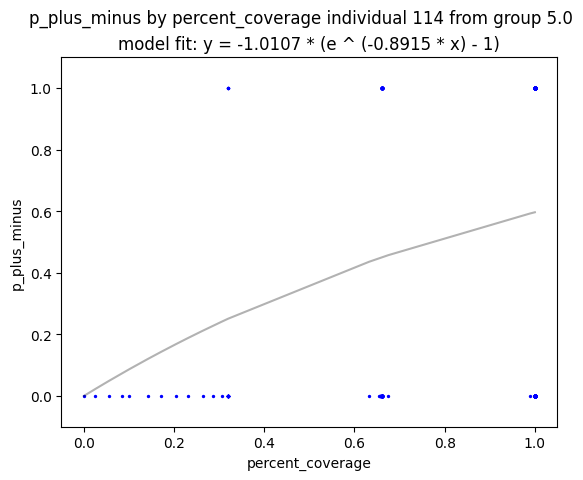 p_plus_minus by percent_coverage individual 114 from group 5.0
model fit: y = -1.0107 * (e ^ (-0.8915 * x) - 1)
1.0
0.8
0.6
0.4
0.2
0.0
p_plus_minus
0.0 0.2 0.4 0.6 0.8 1.0
percent_coverage